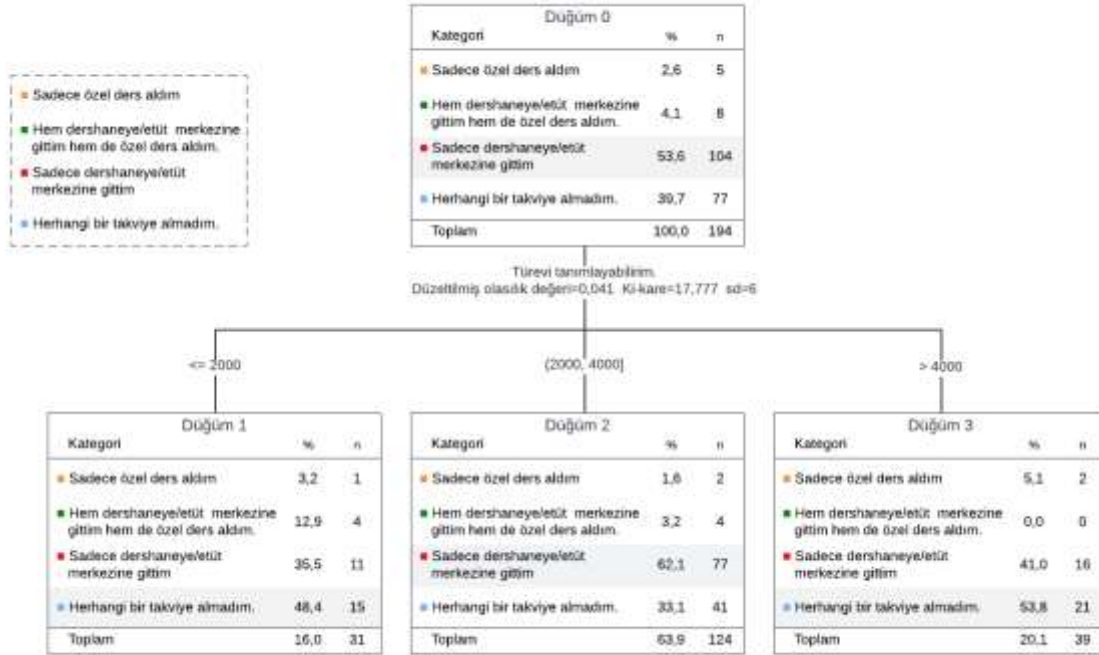 Düğüm 0
Kategori % n
Sadece özel ders aldım 2,6 5
Hem dershaneye/etüt merkezine
gittim hem de özel ders aldım. 4,1 8
Sadece dershaneye/etüt
merkezine gittim 53,6 104
Herhangi bir takviye almadım. 39,7 77
Toplam 100,0 194
Sadece özel ders aldım
Hem dershaneye/etüt merkezine
gittim hem de özel ders aldım.
Sadece dershaneye/etüt
merkezine gittim
Herhangi bir takviye almadım.
Türevi tanımlayabilirim.
Düzeltilmiş olasılık değeri=0,041 Ki-kare=17,777 sd=6
<= 2000
(2000, 4000]
> 4000
Düğüm 1
Kategori % n
Sadece özel ders aldım 3,2 1
Hem dershaneye/etüt merkezine
gittim hem de özel ders aldım. 12,9 4
Sadece dershaneye/etüt
merkezine gittim 35,5 11
Herhangi bir takviye almadım. 48,4 15
Toplam 16,0 31
Düğüm 2
Kategori % n
Sadece özel ders aldım 1,6 2
Hem dershaneye/etüt merkezine
gittim hem de özel ders aldım. 3,2 4
Sadece dershaneye/etüt
merkezine gittim 62,1 77
Herhangi bir takviye almadım. 33,1 41
Toplam 63,9 124
Düğüm 3
Kategori % n
Sadece özel ders aldım 5,1 2
Hem dershaneye/etüt merkezine
gittim hem de özel ders aldım. 0,0 0
Sadece dershaneye/etüt
merkezine gittim 41,0 16
Herhangi bir takviye almadım. 53,8 21
Toplam 20,1 39